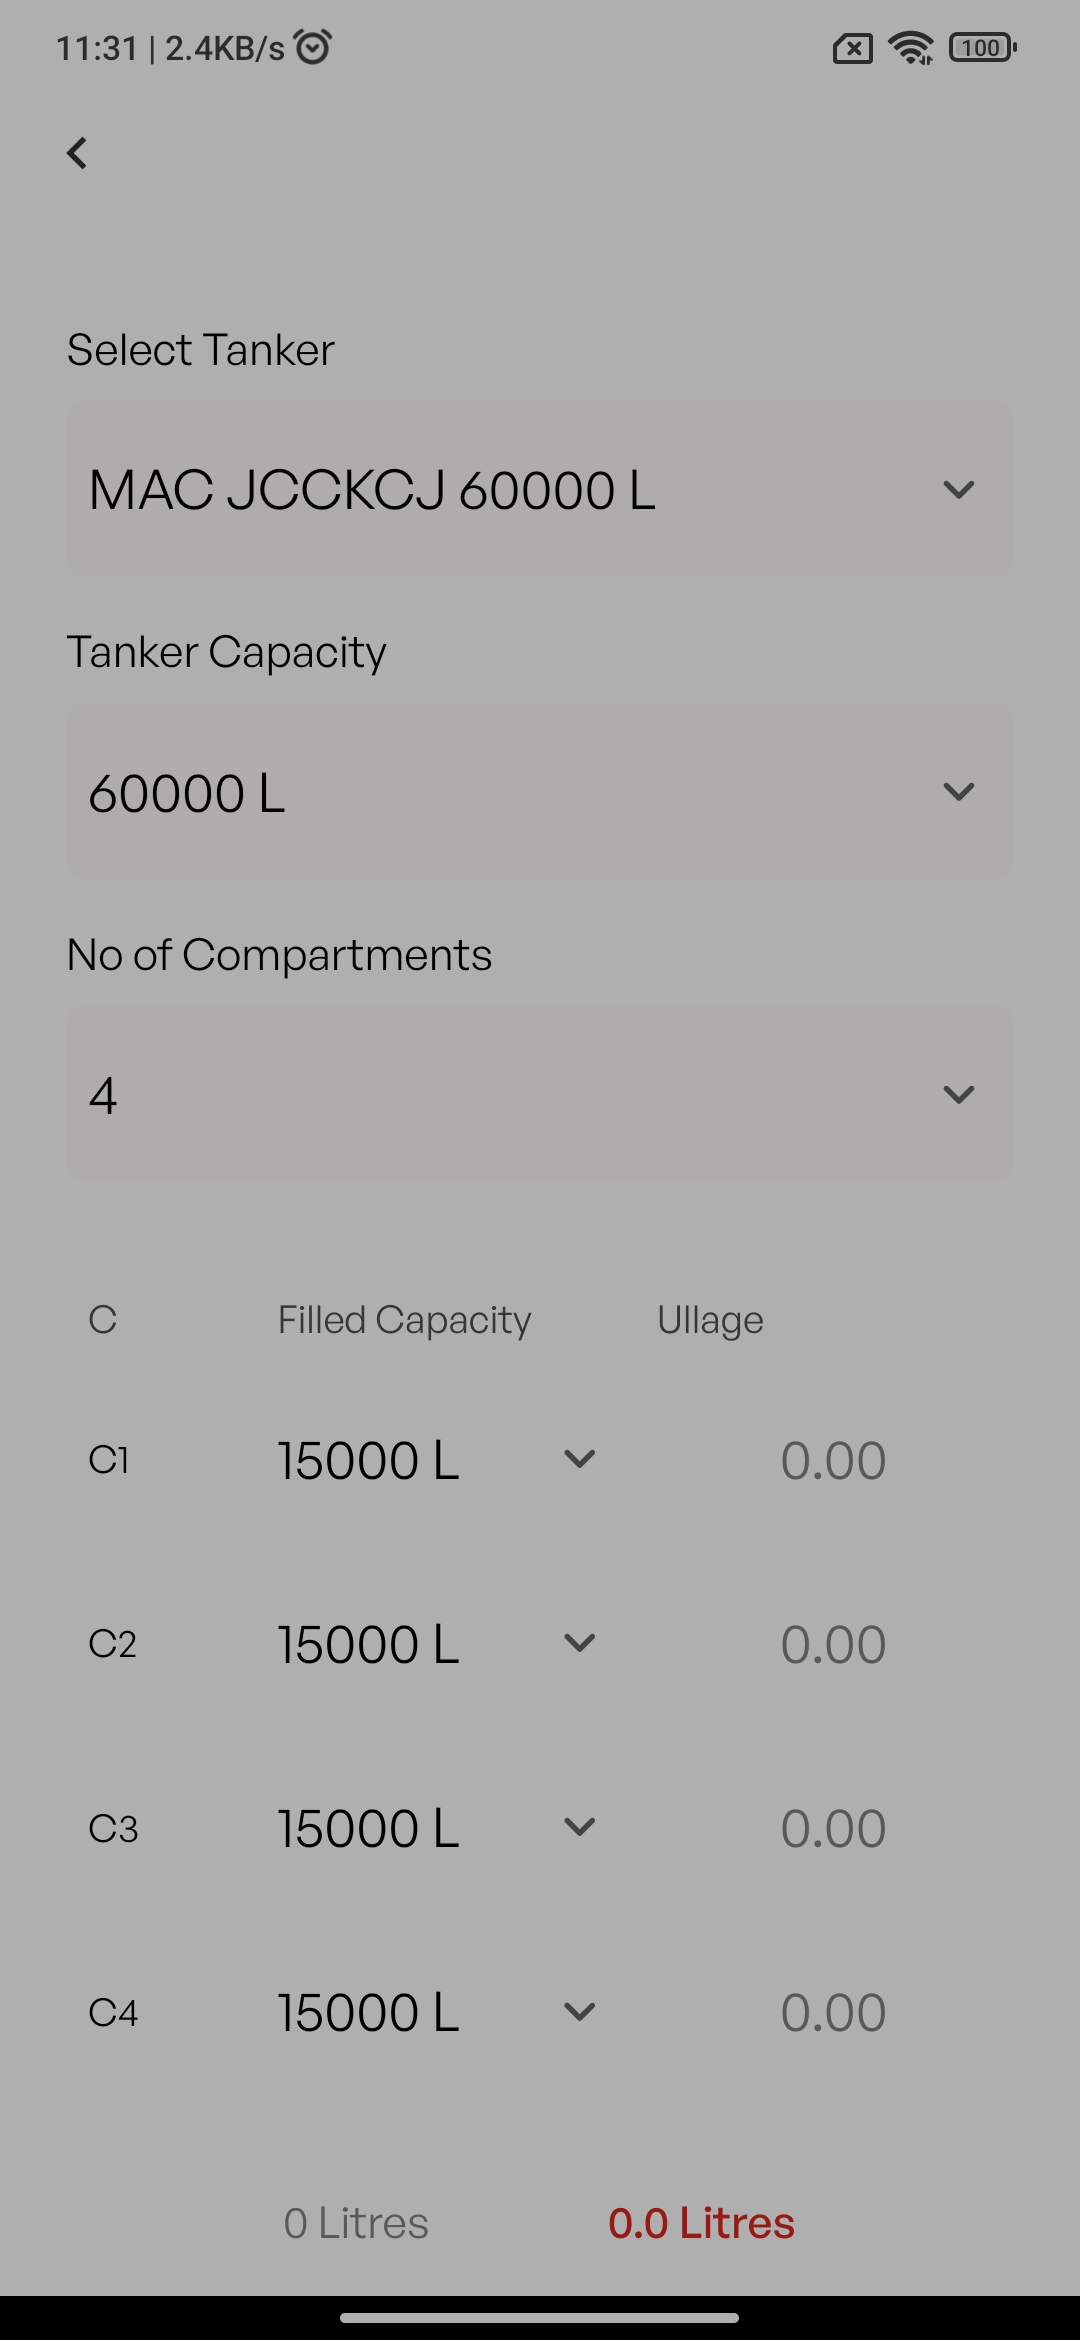 11:31 | 2.4KB/s 100
Select Tanker
MAC JCCKCJ 60000 L
Tanker Capacity
60000 L
No of Compartments
4
C Filled Capacity Ullage
C1 15000 L 0.00
C2 15000 L 0.00
C3 15000 L 0.00
C4 15000 L 0.00
0 Litres 0.0 Litres